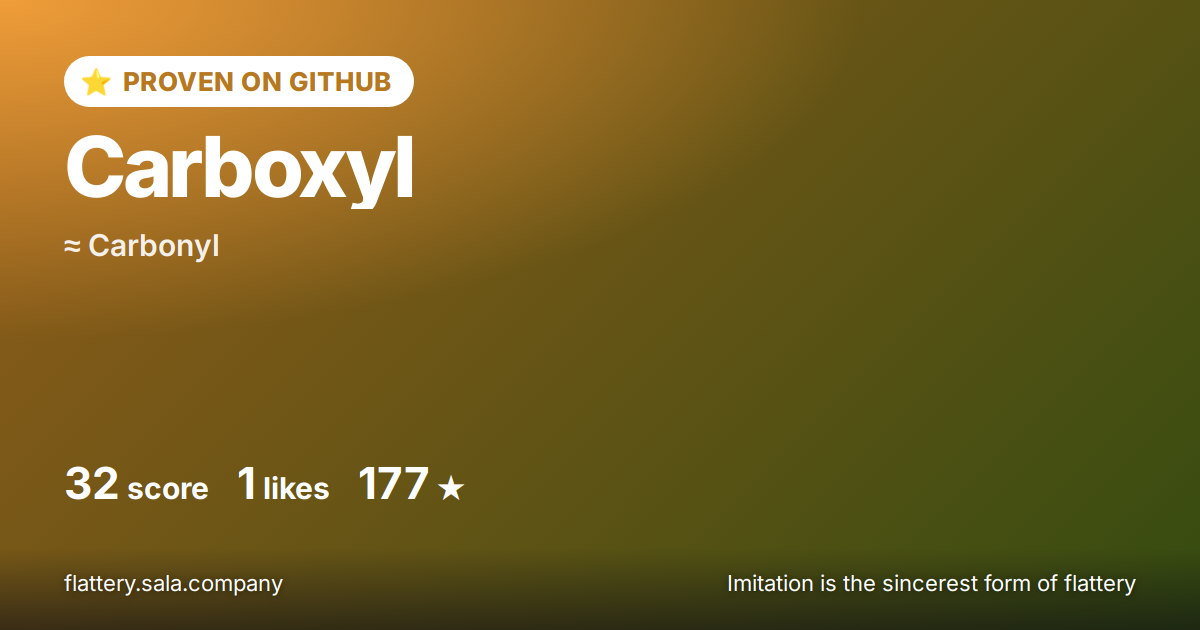 ⭐ PROVEN ON GITHUB
Carboxyl
≈ Carbonyl
32 score 1 likes 177 ★
flattery.sala.company
Imitation is the sincerest form of flattery